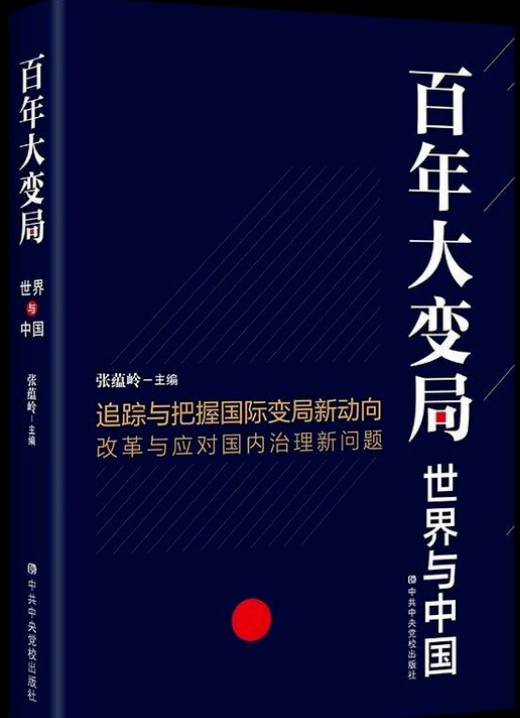 百年大变局
世界
与
中国
张蕴岭
主编
中共中央党校出版社
百年大变局
世界与中国
中共中央党校出版社
张蕴岭
主编
追踪与把握国际变局新动向
改革与应对国内治理新问题